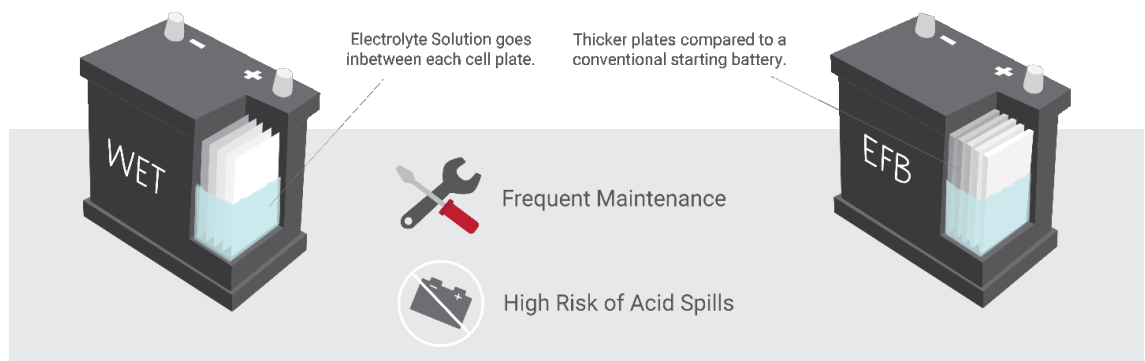 Electrolyte Solution goes
inbetween each cell plate.
Thicker plates compared to a
conventional starting battery.
WET
EFB
Frequent Maintenance
High Risk of Acid Spills